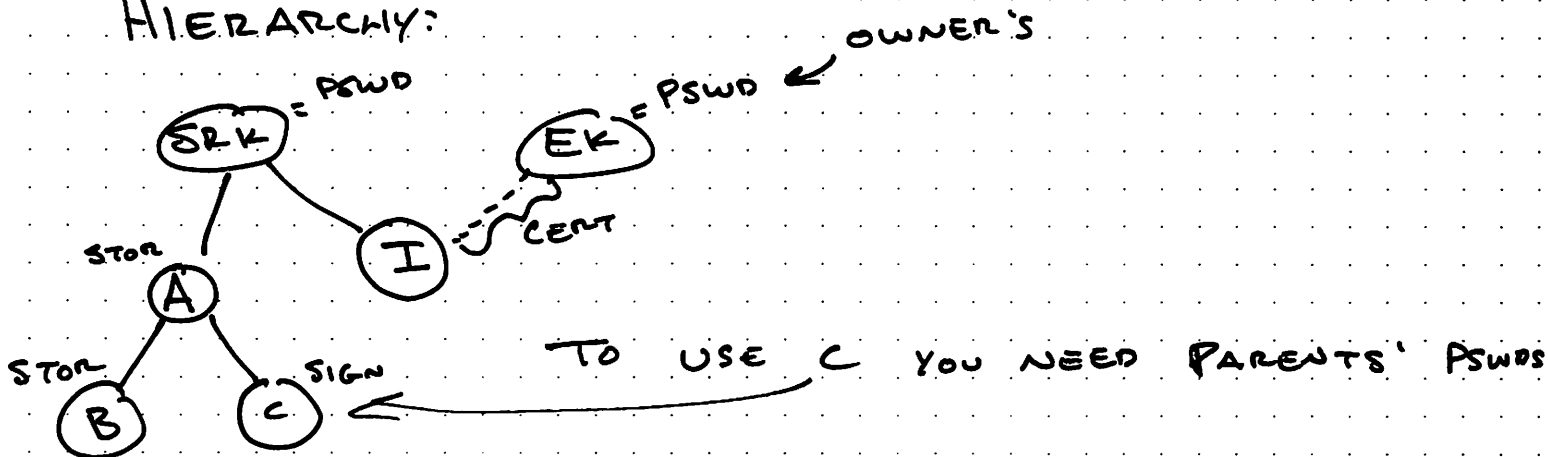 HIERARCHY:
OWNER'S
= PSWD
= PSWD
SRK
EK
CERT
I
STOR
A
TO USE C YOU NEED PARENTS' PSWDS
STOR
SIGN
B
C